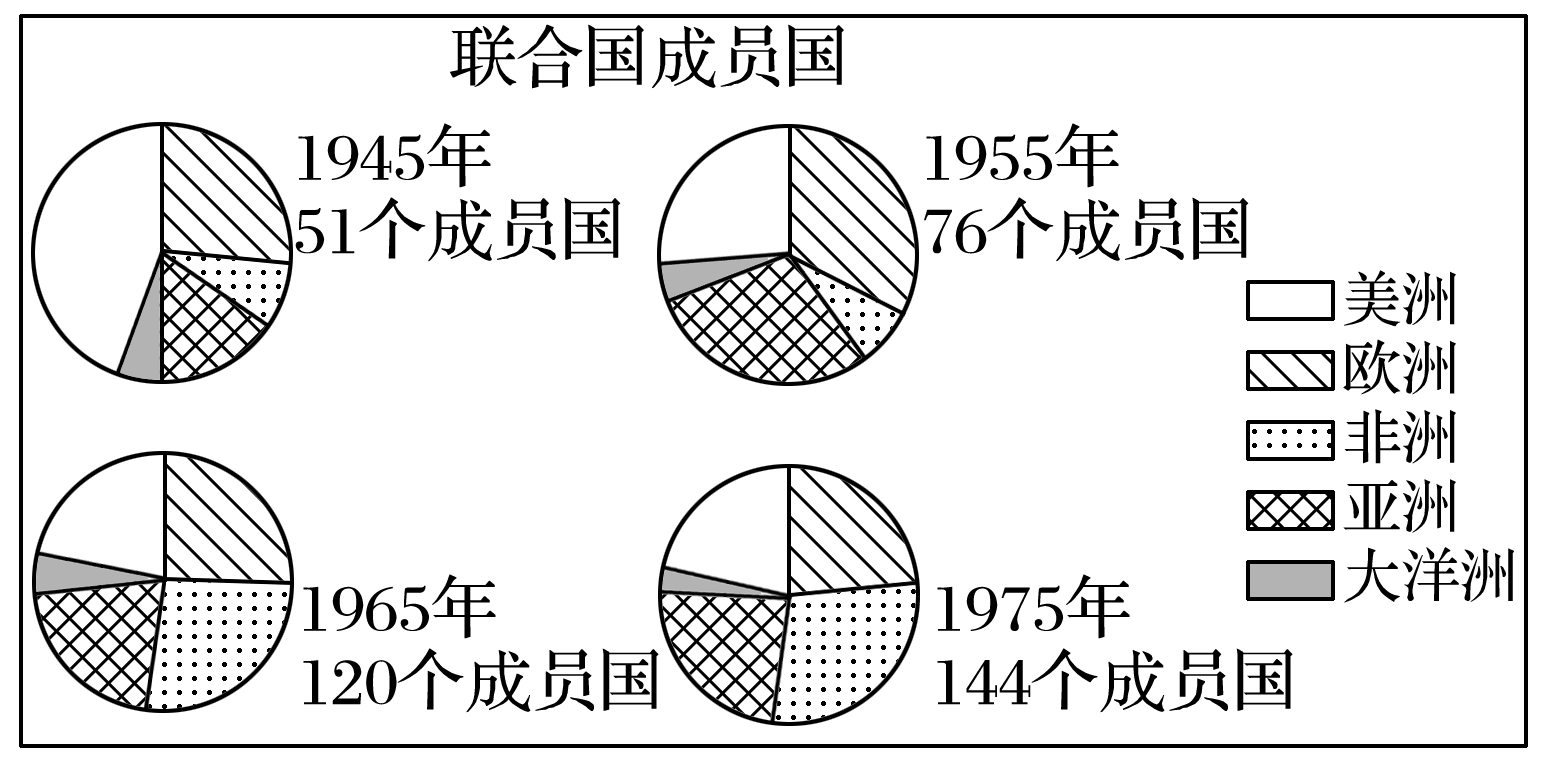 联合国成员国
1945年
51个成员国
1955年
76个成员国
1965年
120个成员国
1975年
144个成员国
美洲
欧洲
非洲
亚洲
大洋洲